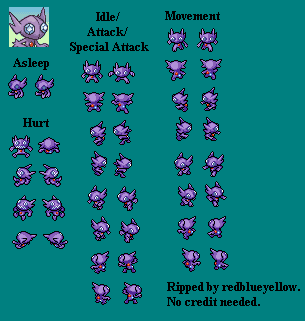 Asleep
Hurt
Idle/
Attack/
Special Attack
Movement
Ripped by redblueyellow.
No credit needed.